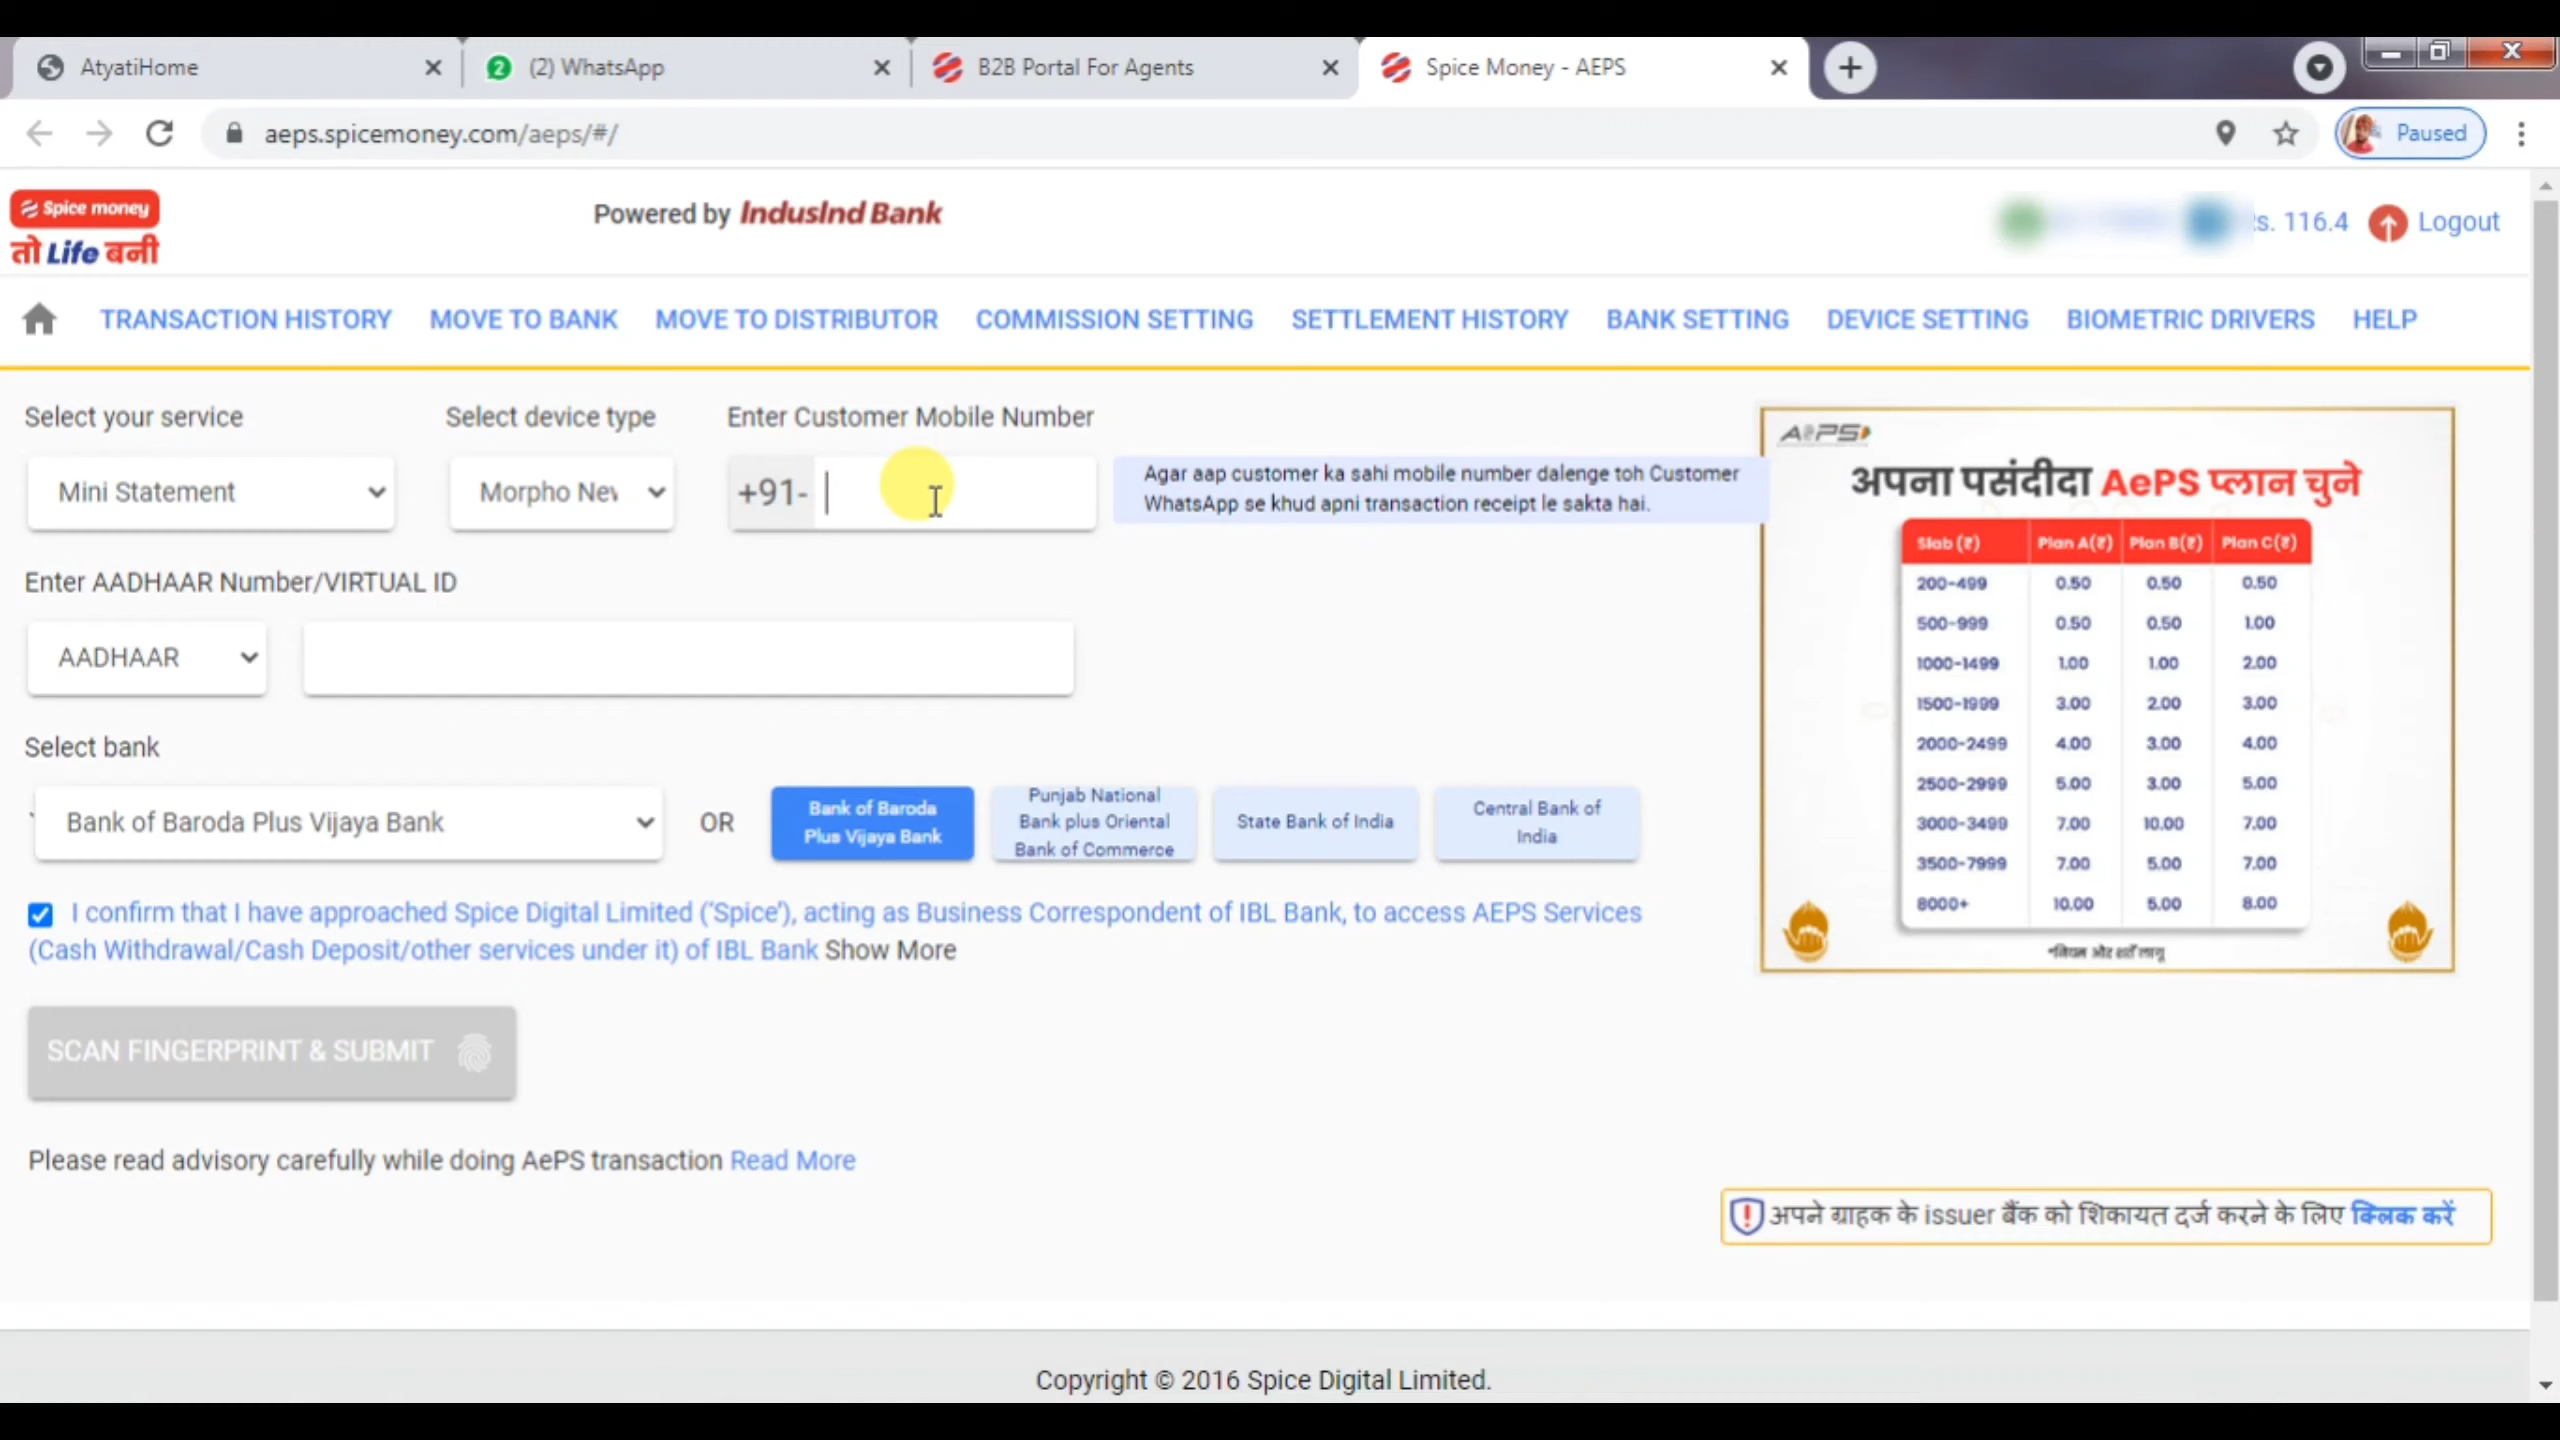 AtyatiHome
(2) WhatsApp
B2B Portal For Agents
Spice Money - AEPS
aeps.spicemoney.com/aeps/#/
Paused
Spice money
तो Life बनी
Powered by IndusInd Bank
s. 116.4
Logout
TRANSACTION HISTORY
MOVE TO BANK
MOVE TO DISTRIBUTOR
COMMISSION SETTING
SETTLEMENT HISTORY
BANK SETTING
DEVICE SETTING
BIOMETRIC DRIVERS
HELP
Select your service
Select device type
Enter Customer Mobile Number
Mini Statement
Morpho Nev
+91-
Agar aap customer ka sahi mobile number dalenge toh Customer
WhatsApp se khud apni transaction receipt le sakta hai.
Enter AADHAAR Number/VIRTUAL ID
AADHAAR
Select bank
Bank of Baroda Plus Vijaya Bank
OR
Bank of Baroda
Plus Vijaya Bank
Punjab National
Bank plus Oriental
Bank of Commerce
State Bank of India
Central Bank of
India
I confirm that I have approached Spice Digital Limited (‘Spice’), acting as Business Correspondent of IBL Bank, to access AEPS Services
(Cash Withdrawal/Cash Deposit/other services under it) of IBL Bank Show More
SCAN FINGERPRINT & SUBMIT
Please read advisory carefully while doing AePS transaction Read More
AePS
अपना पसंदीदा AePS प्लान चुने
Slab (₹) Plan A(₹) Plan B(₹) Plan C(₹)
200-499 0.50 0.50 0.50
500-999 0.50 0.50 1.00
1000-1499 1.00 1.00 2.00
1500-1999 3.00 2.00 3.00
2000-2499 4.00 3.00 4.00
2500-2999 5.00 3.00 5.00
3000-3499 7.00 10.00 7.00
3500-7999 7.00 5.00 7.00
8000+ 10.00 5.00 8.00
*नियम और शर्तें लागू
अपने ग्राहक के issuer बैंक को शिकायत दर्ज करने के लिए क्लिक करें
Copyright © 2016 Spice Digital Limited.